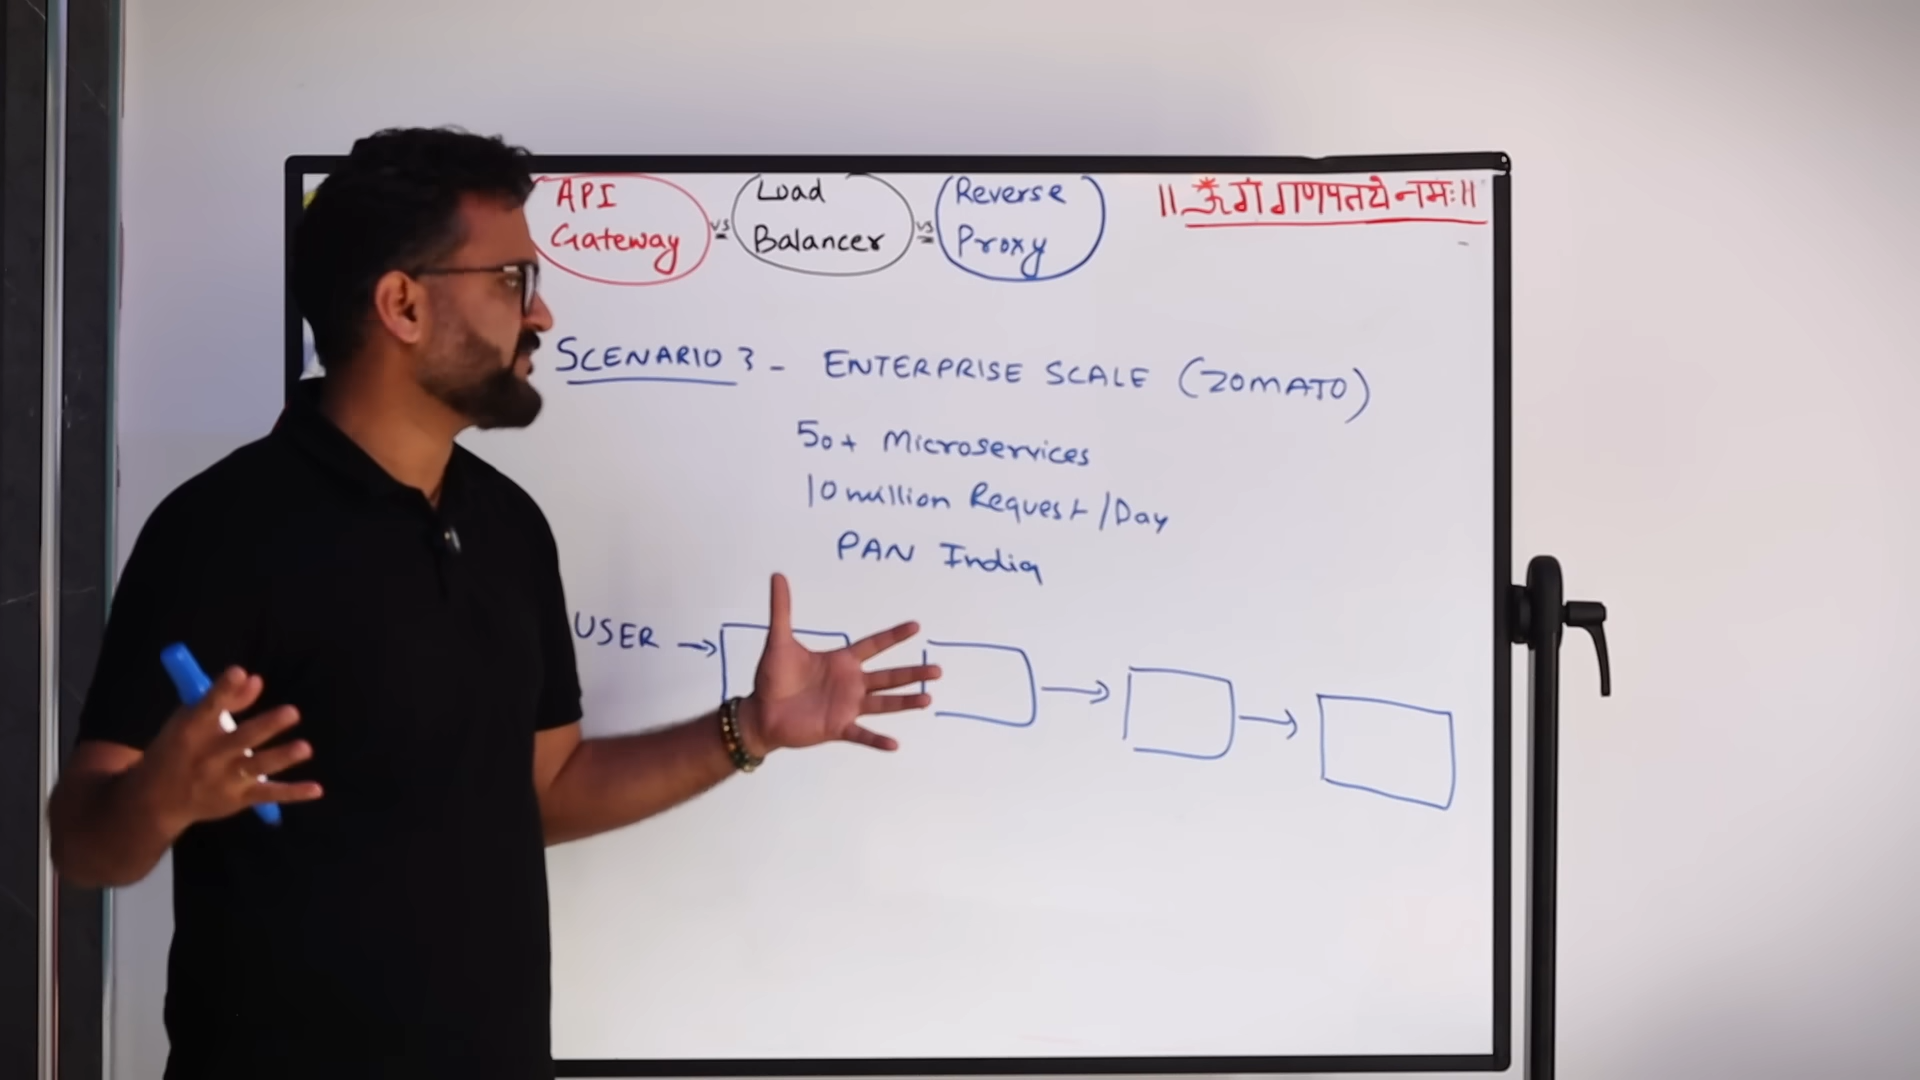 API
Gateway
vs
Load
Balancer
vs
Reverse
Proxy
॥ ॐ गं गणपतये नमः॥
SCENARIO 3 - ENTERPRISE SCALE (ZOMATO)
50+ Microservices
10 million Request/Day
PAN India
USER